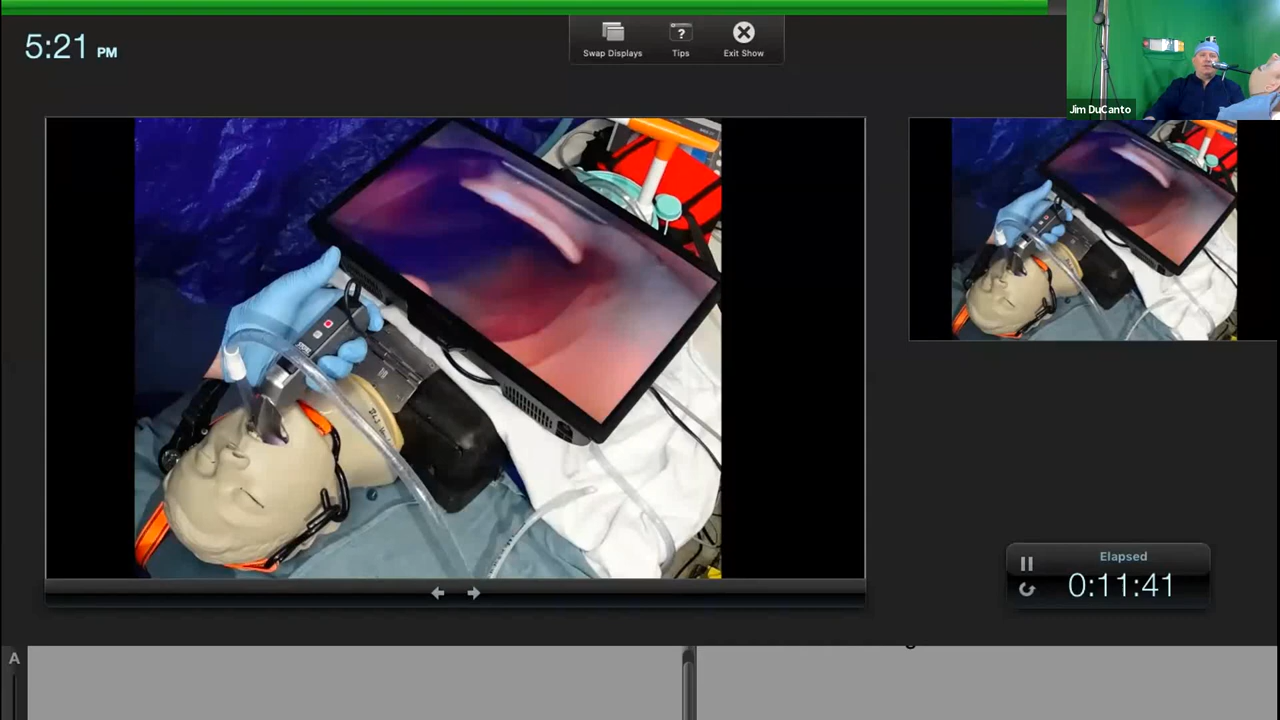 5:21 PM
Swap Displays
? Tips
Exit Show
Jim DuCanto
Elapsed
0:11:41
A